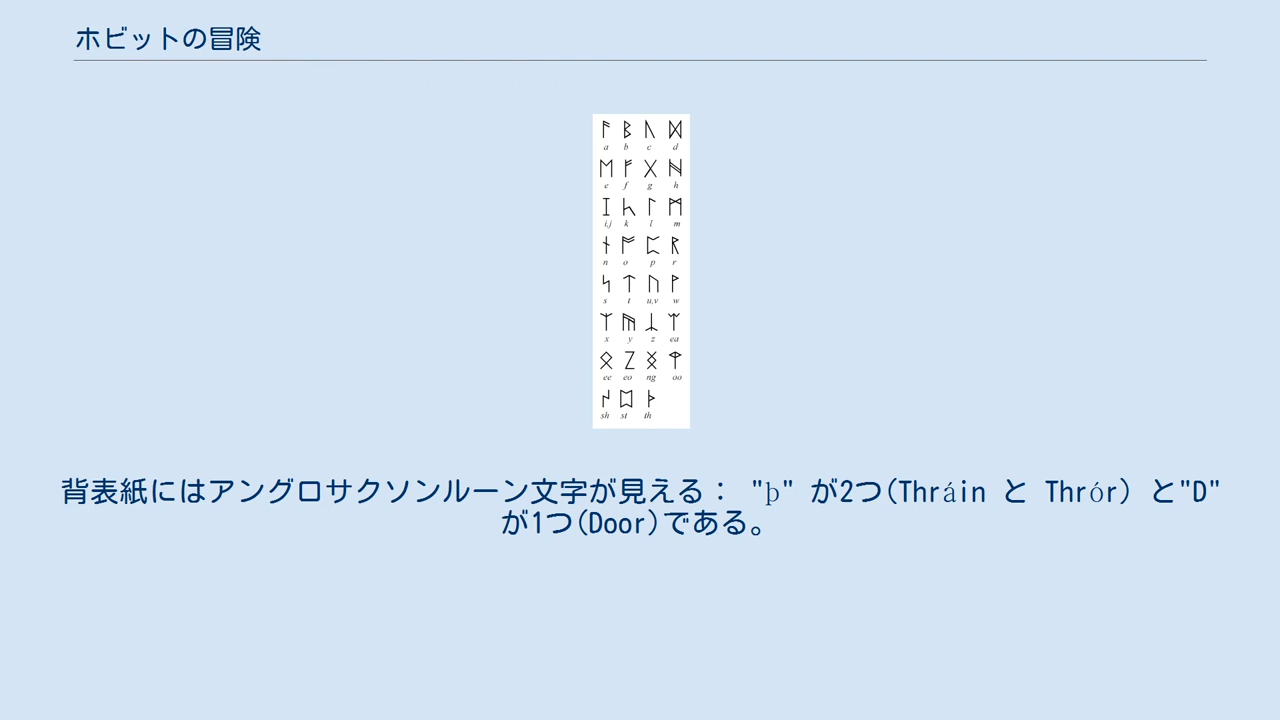 ホビットの冒険
ᚪ ᛒ ᚳ ᛞ
a b c d
ᛖ ᚠ ᚷ ᚻ
e f g h
ᛁ ᛱ ᛚ ᛗ
i,j k l m
ᚾ ᚩ ᛈ ᚱ
n o p r
ᛋ ᛏ ᚢ ᚹ
s t u,v w
ᛉ ᚣ ᛣ ᛠ
x y z ea
ᛟ ᛇ ᛝ ᛳ
ee eo ng oo
ᛲ ᛥ ᚦ
sh st th
背表紙にはアングロサクソンルーン文字が見える： "þ" が2つ(Thráin と Thrór) と"D"
が1つ(Door)である。